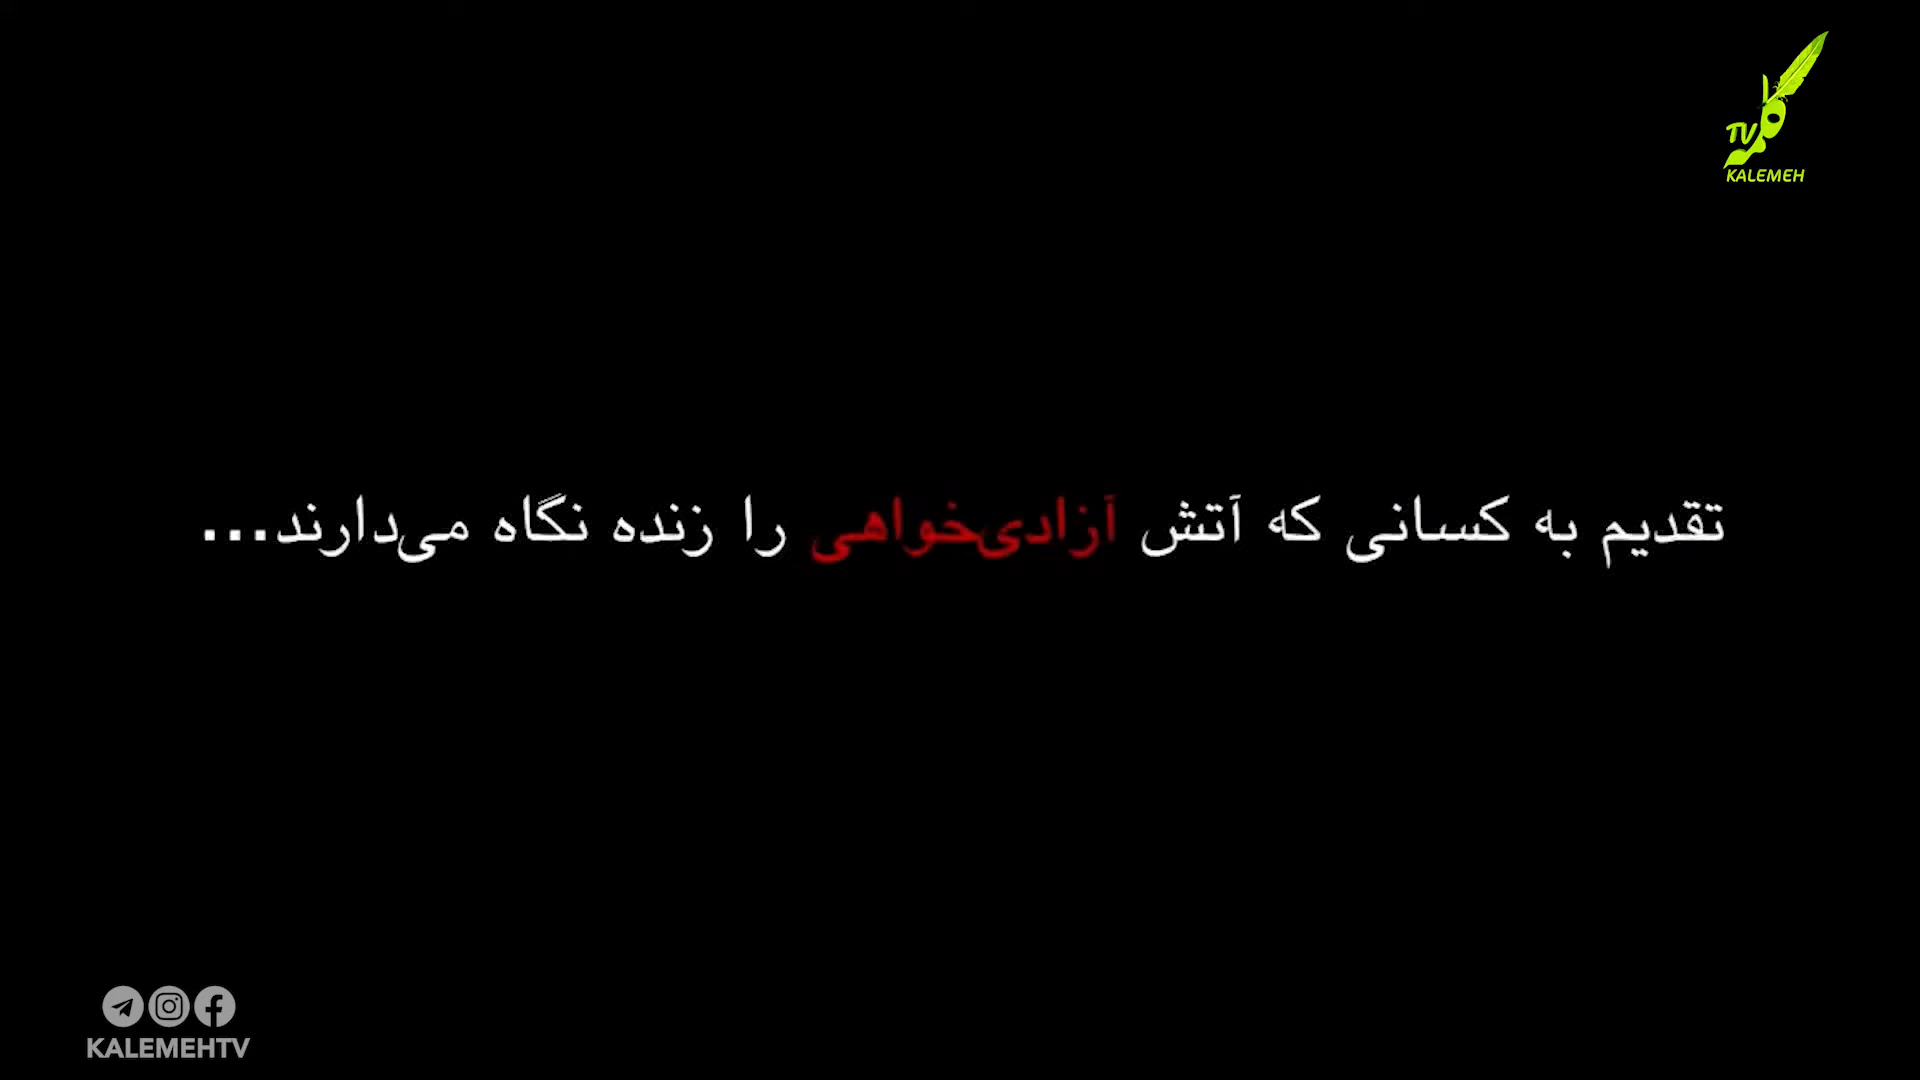 TV
KALEMEH
تقدیم به کسانی که آتش آزادی‌خواهی را زنده نگاه می‌دارند...
KALEMEHTV